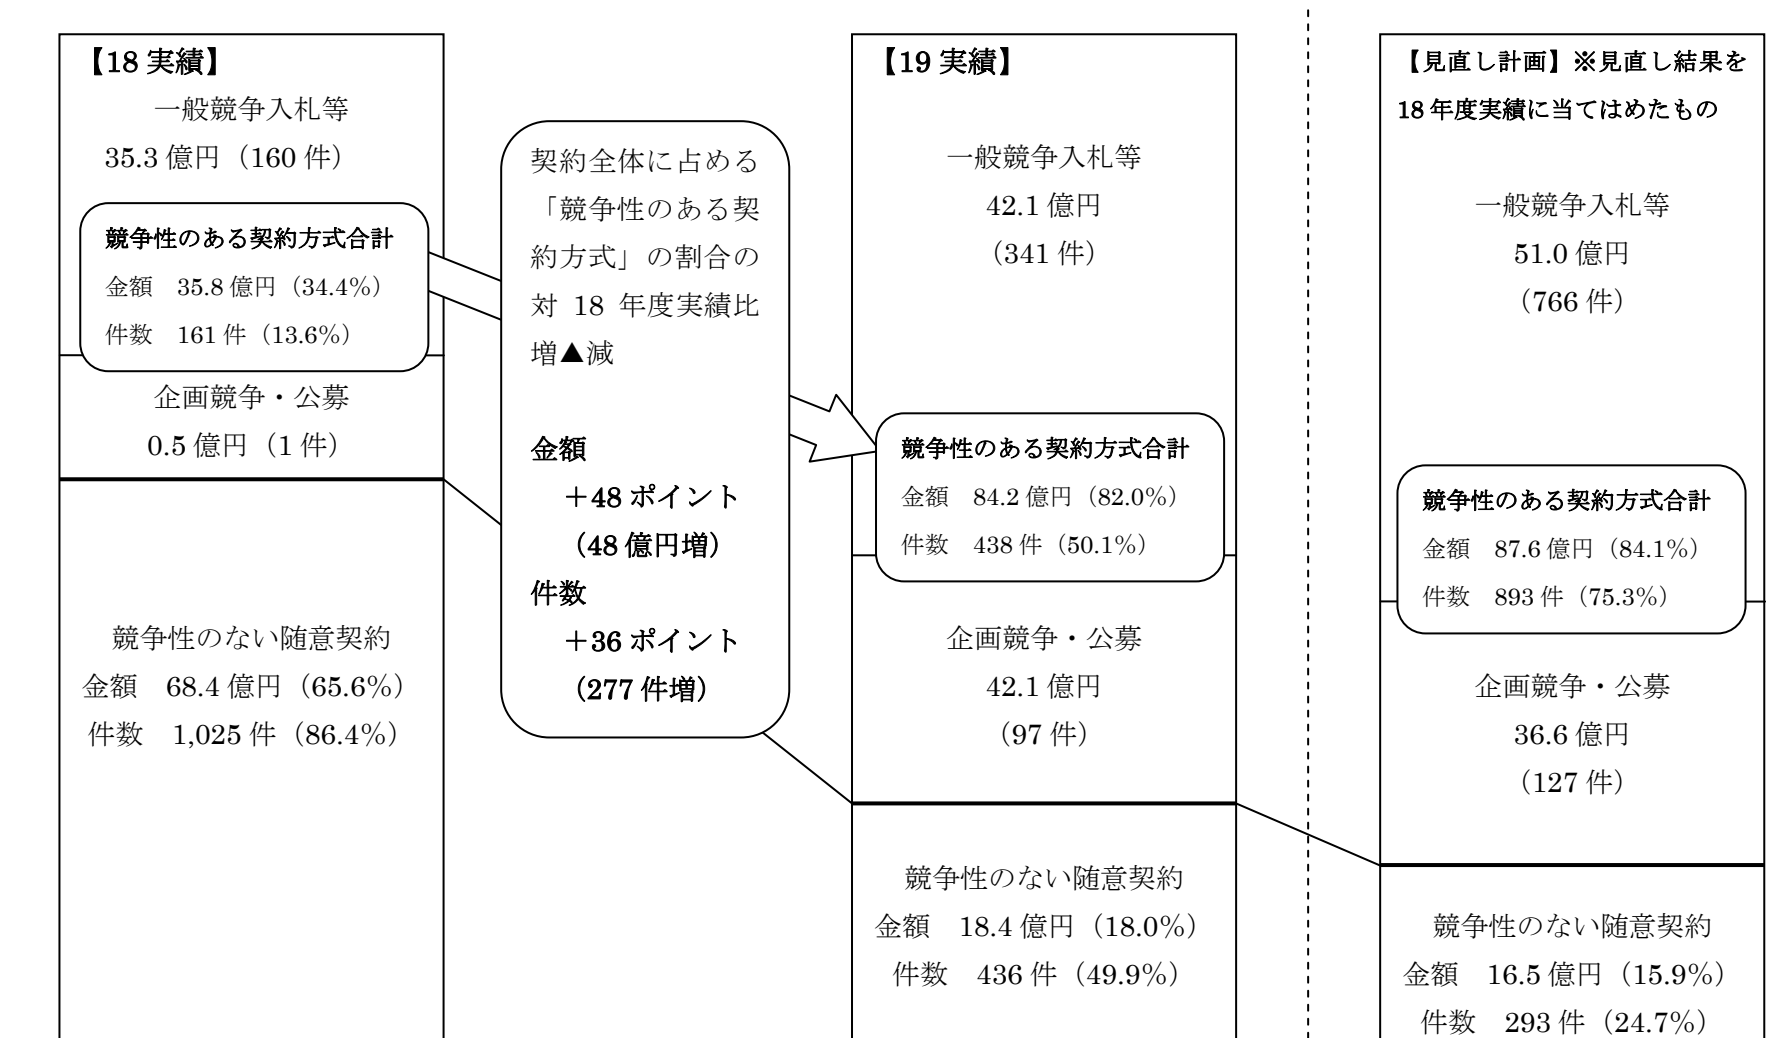 【18 実績】
一般競争入札等
35.3 億円（160 件）
競争性のある契約方式合計
金額　35.8 億円（34.4％）
件数　161 件（13.6％）
企画競争・公募
0.5 億円（1 件）
競争性のない随意契約
金額　68.4 億円（65.6％）
件数　1,025 件（86.4％）
契約全体に占める
「競争性のある契
約方式」の割合の
対 18 年度実績比
増▲減
金額
＋48 ポイント
（48 億円増）
件数
＋36 ポイント
（277 件増）
【19 実績】
一般競争入札等
42.1 億円
（341 件）
競争性のある契約方式合計
金額　84.2 億円（82.0％）
件数　438 件（50.1％）
企画競争・公募
42.1 億円
（97 件）
競争性のない随意契約
金額　18.4 億円（18.0％）
件数　436 件（49.9％）
【見直し計画】※見直し結果を
18 年度実績に当てはめたもの
一般競争入札等
51.0 億円
（766 件）
競争性のある契約方式合計
金額　87.6 億円（84.1％）
件数　893 件（75.3％）
企画競争・公募
36.6 億円
（127 件）
競争性のない随意契約
金額　16.5 億円（15.9％）
件数　293 件（24.7％）